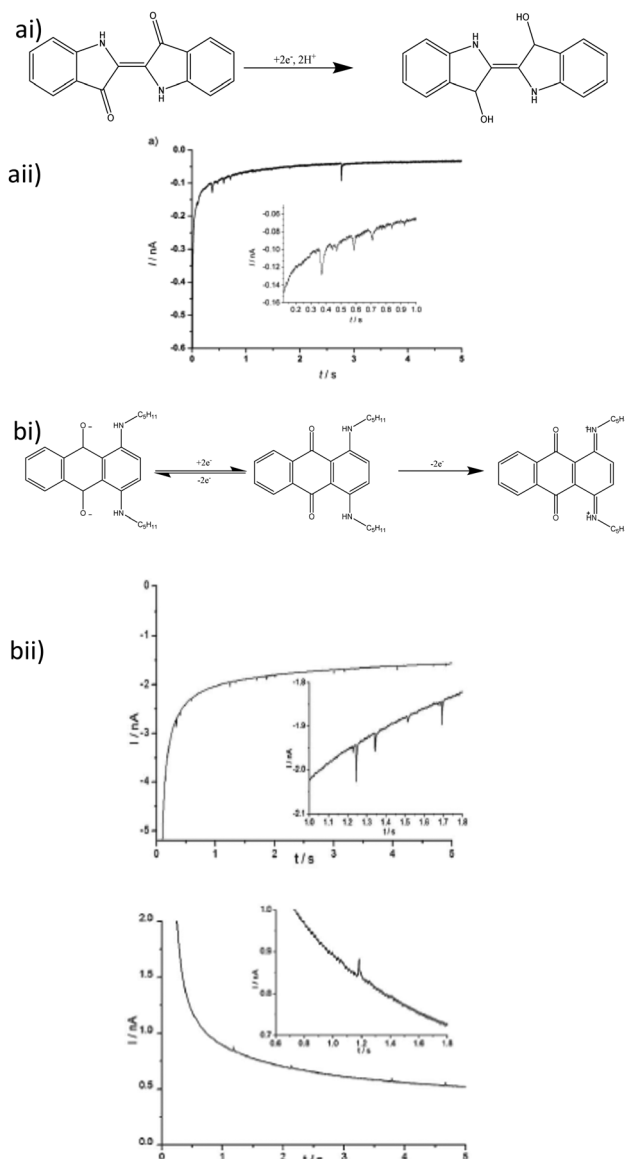 ai)
O
H
N
+2e-, 2H+
N
H
O
HO
H
N
N
H
OH
aii)
a)
0.0
-0.1
-0.2
-0.3
-0.4
-0.5
-0.6
I / nA
0 1 2 3 4 5
t / s
-0.06
-0.08
-0.10
-0.12
-0.14
-0.16
I / nA
0.2 0.3 0.4 0.5 0.6 0.7 0.8 0.9 1.0
t / s
bi)
O –
HN
C5H11
O –
HN
C5H11
+2e-
-2e-
O
HN
C5H11
O
HN
C5H11
-2e-
O
+
HN
C5H
O
+
HN
C5H
bii)
0
-1
-2
-3
-4
-5
I / nA
0 1 2 3 4 5
t / s
-1.8
-1.9
-2.0
-2.1
I / nA
1.0 1.1 1.2 1.3 1.4 1.5 1.6 1.7 1.8
t / s
2.0
1.5
1.0
0.5
0.0
I / nA
0 1 2 3 4 5
t / s
1.0
0.9
0.8
0.7
I / nA
0.6 0.8 1.0 1.2 1.4 1.6 1.8
t / s